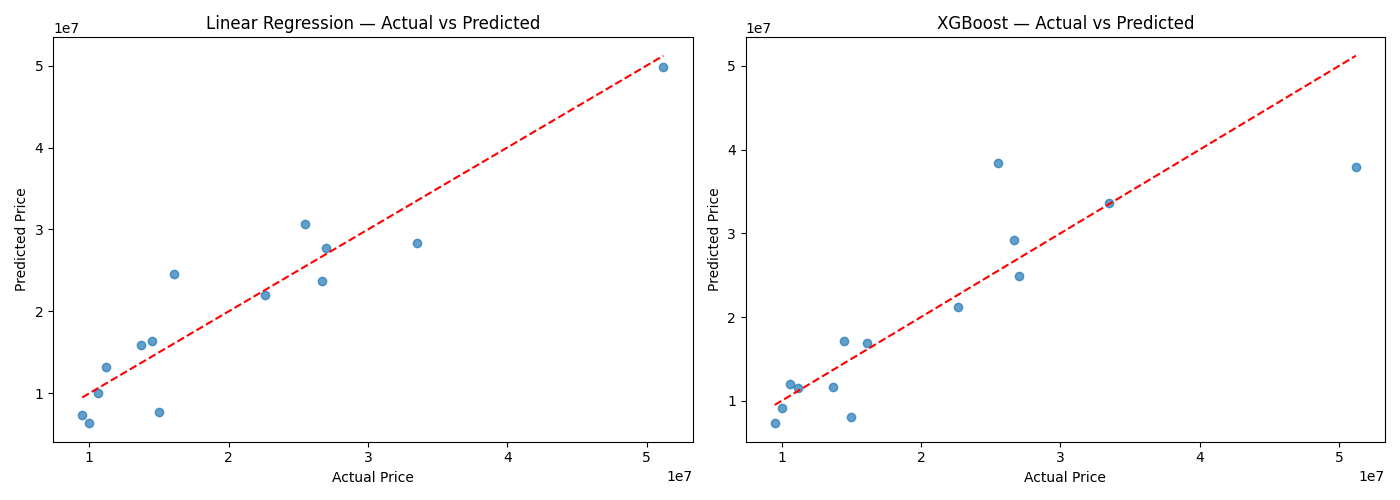 Linear Regression — Actual vs Predicted
1e7
5
4
3
2
1
Predicted Price
1 2 3 4 5
Actual Price
1e7
XGBoost — Actual vs Predicted
1e7
5
4
3
2
1
Predicted Price
1 2 3 4 5
Actual Price
1e7